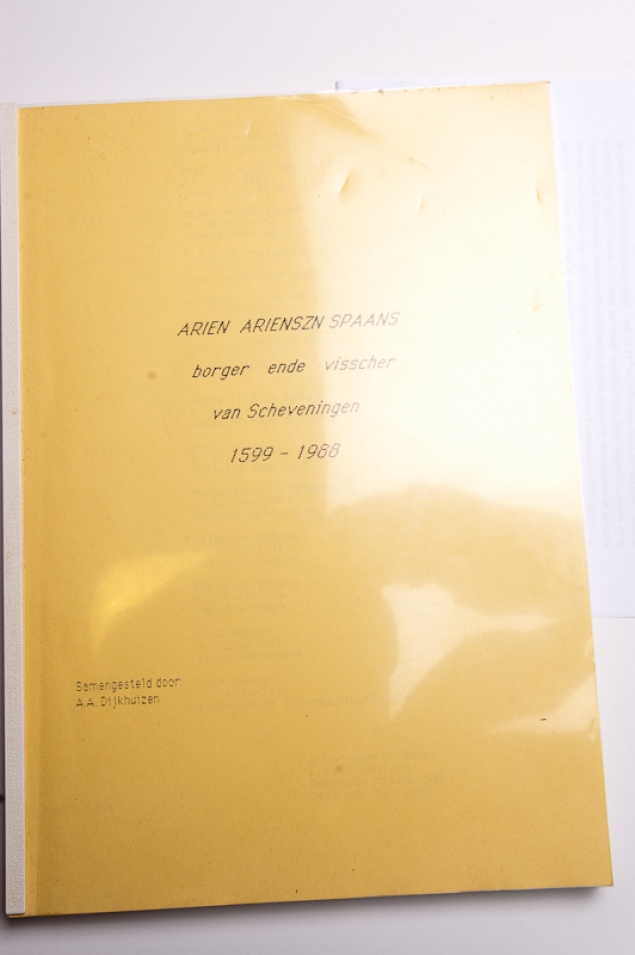 ARIEN ARIENSZN SPAANS
borger ende visscher
van Scheveningen
1599 - 1988
Samengesteld door:
A.A. Dijkhuizen